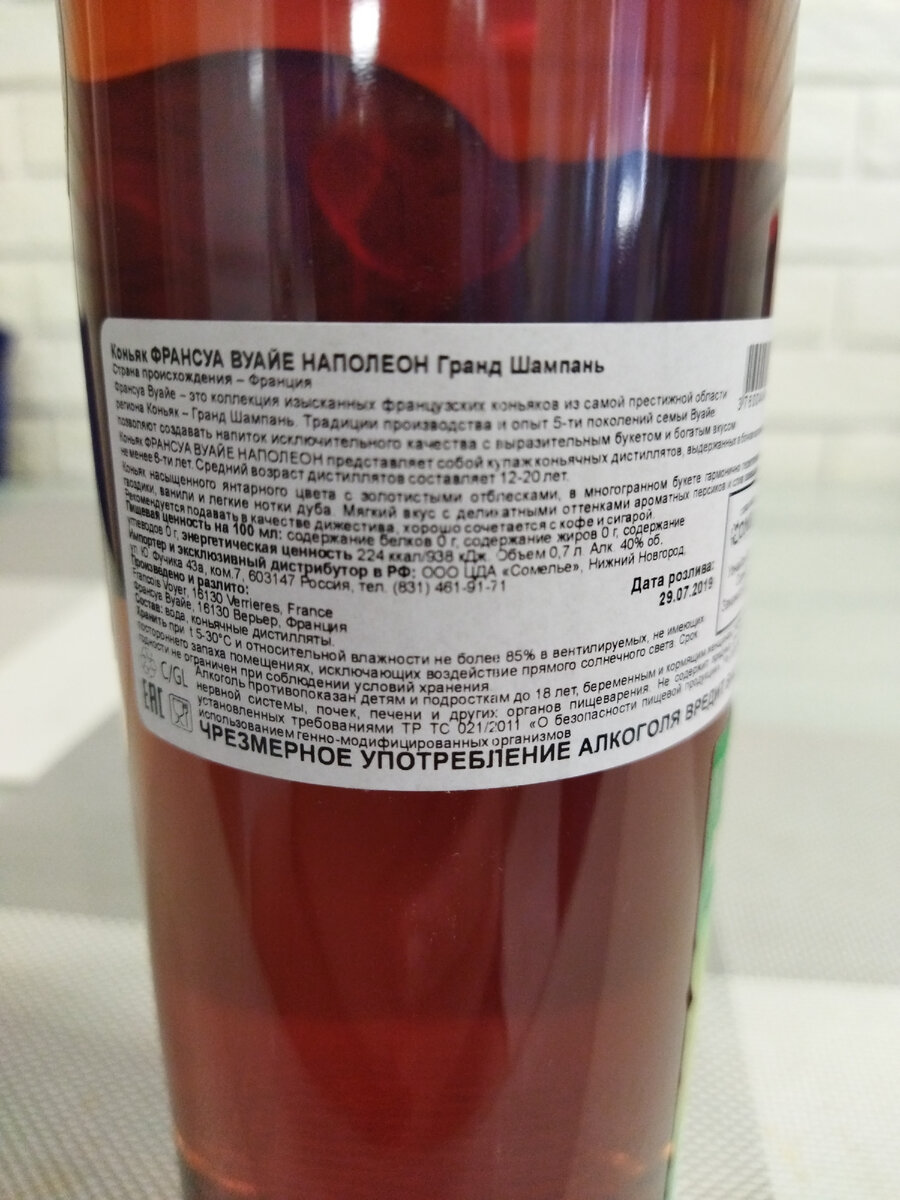 Коньяк ФРАНСУА ВУАЙЕ НАПОЛЕОН Гранд Шампань
Страна происхождения – Франция
Франсуа Вуайе – это коллекция изысканных французских коньяков из самой престижной области
региона Коньяк – Гранд Шампань. Традиции производства и опыт 5-ти поколений семьи Вуайе
позволяют создавать напиток исключительного качества с выразительным букетом и богатым вкусом
Коньяк ФРАНСУА ВУАЙЕ НАПОЛЕОН представляет собой купаж коньячных дистиллятов, выдержанных в
не менее 6-ти лет. Средний возраст дистиллятов составляет 12-20 лет.
Коньяк насыщенного янтарного цвета с золотистыми отблесками, в многогранном букете гармонично
гвоздики, ванили и легкие нотки дуба. Мягкий вкус с деликатными оттенками ароматных персиков и
Рекомендуется подавать в качестве дижестива, хорошо сочетается с кофе и сигарой.
Пищевая ценность на 100 мл: содержание белков 0 г, содержание жиров 0 г, содержание
углеводов 0 г, энергетическая ценность 224 ккал/938 кДж. Объем 0,7 л. Алк. 40% об.
Импортер и эксклюзивный дистрибутор в РФ: ООО ЦДА «Сомелье», Нижний Новгород,
ул. Ю. Фучика 43а, ком.7, 603147 Россия, тел. (831) 461-91-71
Дата розлива:
29.07.2019
Произведено и разлито:
Francois Voyer, 16130 Verrieres, France
Франсуа Вуайе, 16130 Верьер, Франция
Состав: вода, коньячные дистилляты.
Хранить при t 5-30°С и относительной влажности не более 85% в вентилируемых, не имеющих
постороннего запаха помещениях, исключающих воздействие прямого солнечного света. Срок
годности не ограничен при соблюдении условий хранения.
C/GL
Алкоголь противопоказан детям и подросткам до 18 лет, беременным и кормящим
нервной системы, почек, печени и других органов пищеварения. Не содержит
установленных требованиями ТР ТС 021/2011 «О безопасности пищевой
использованием генно-модифицированных организмов
EAC
ЧРЕЗМЕРНОЕ УПОТРЕБЛЕНИЕ АЛКОГОЛЯ ВРЕДИТ